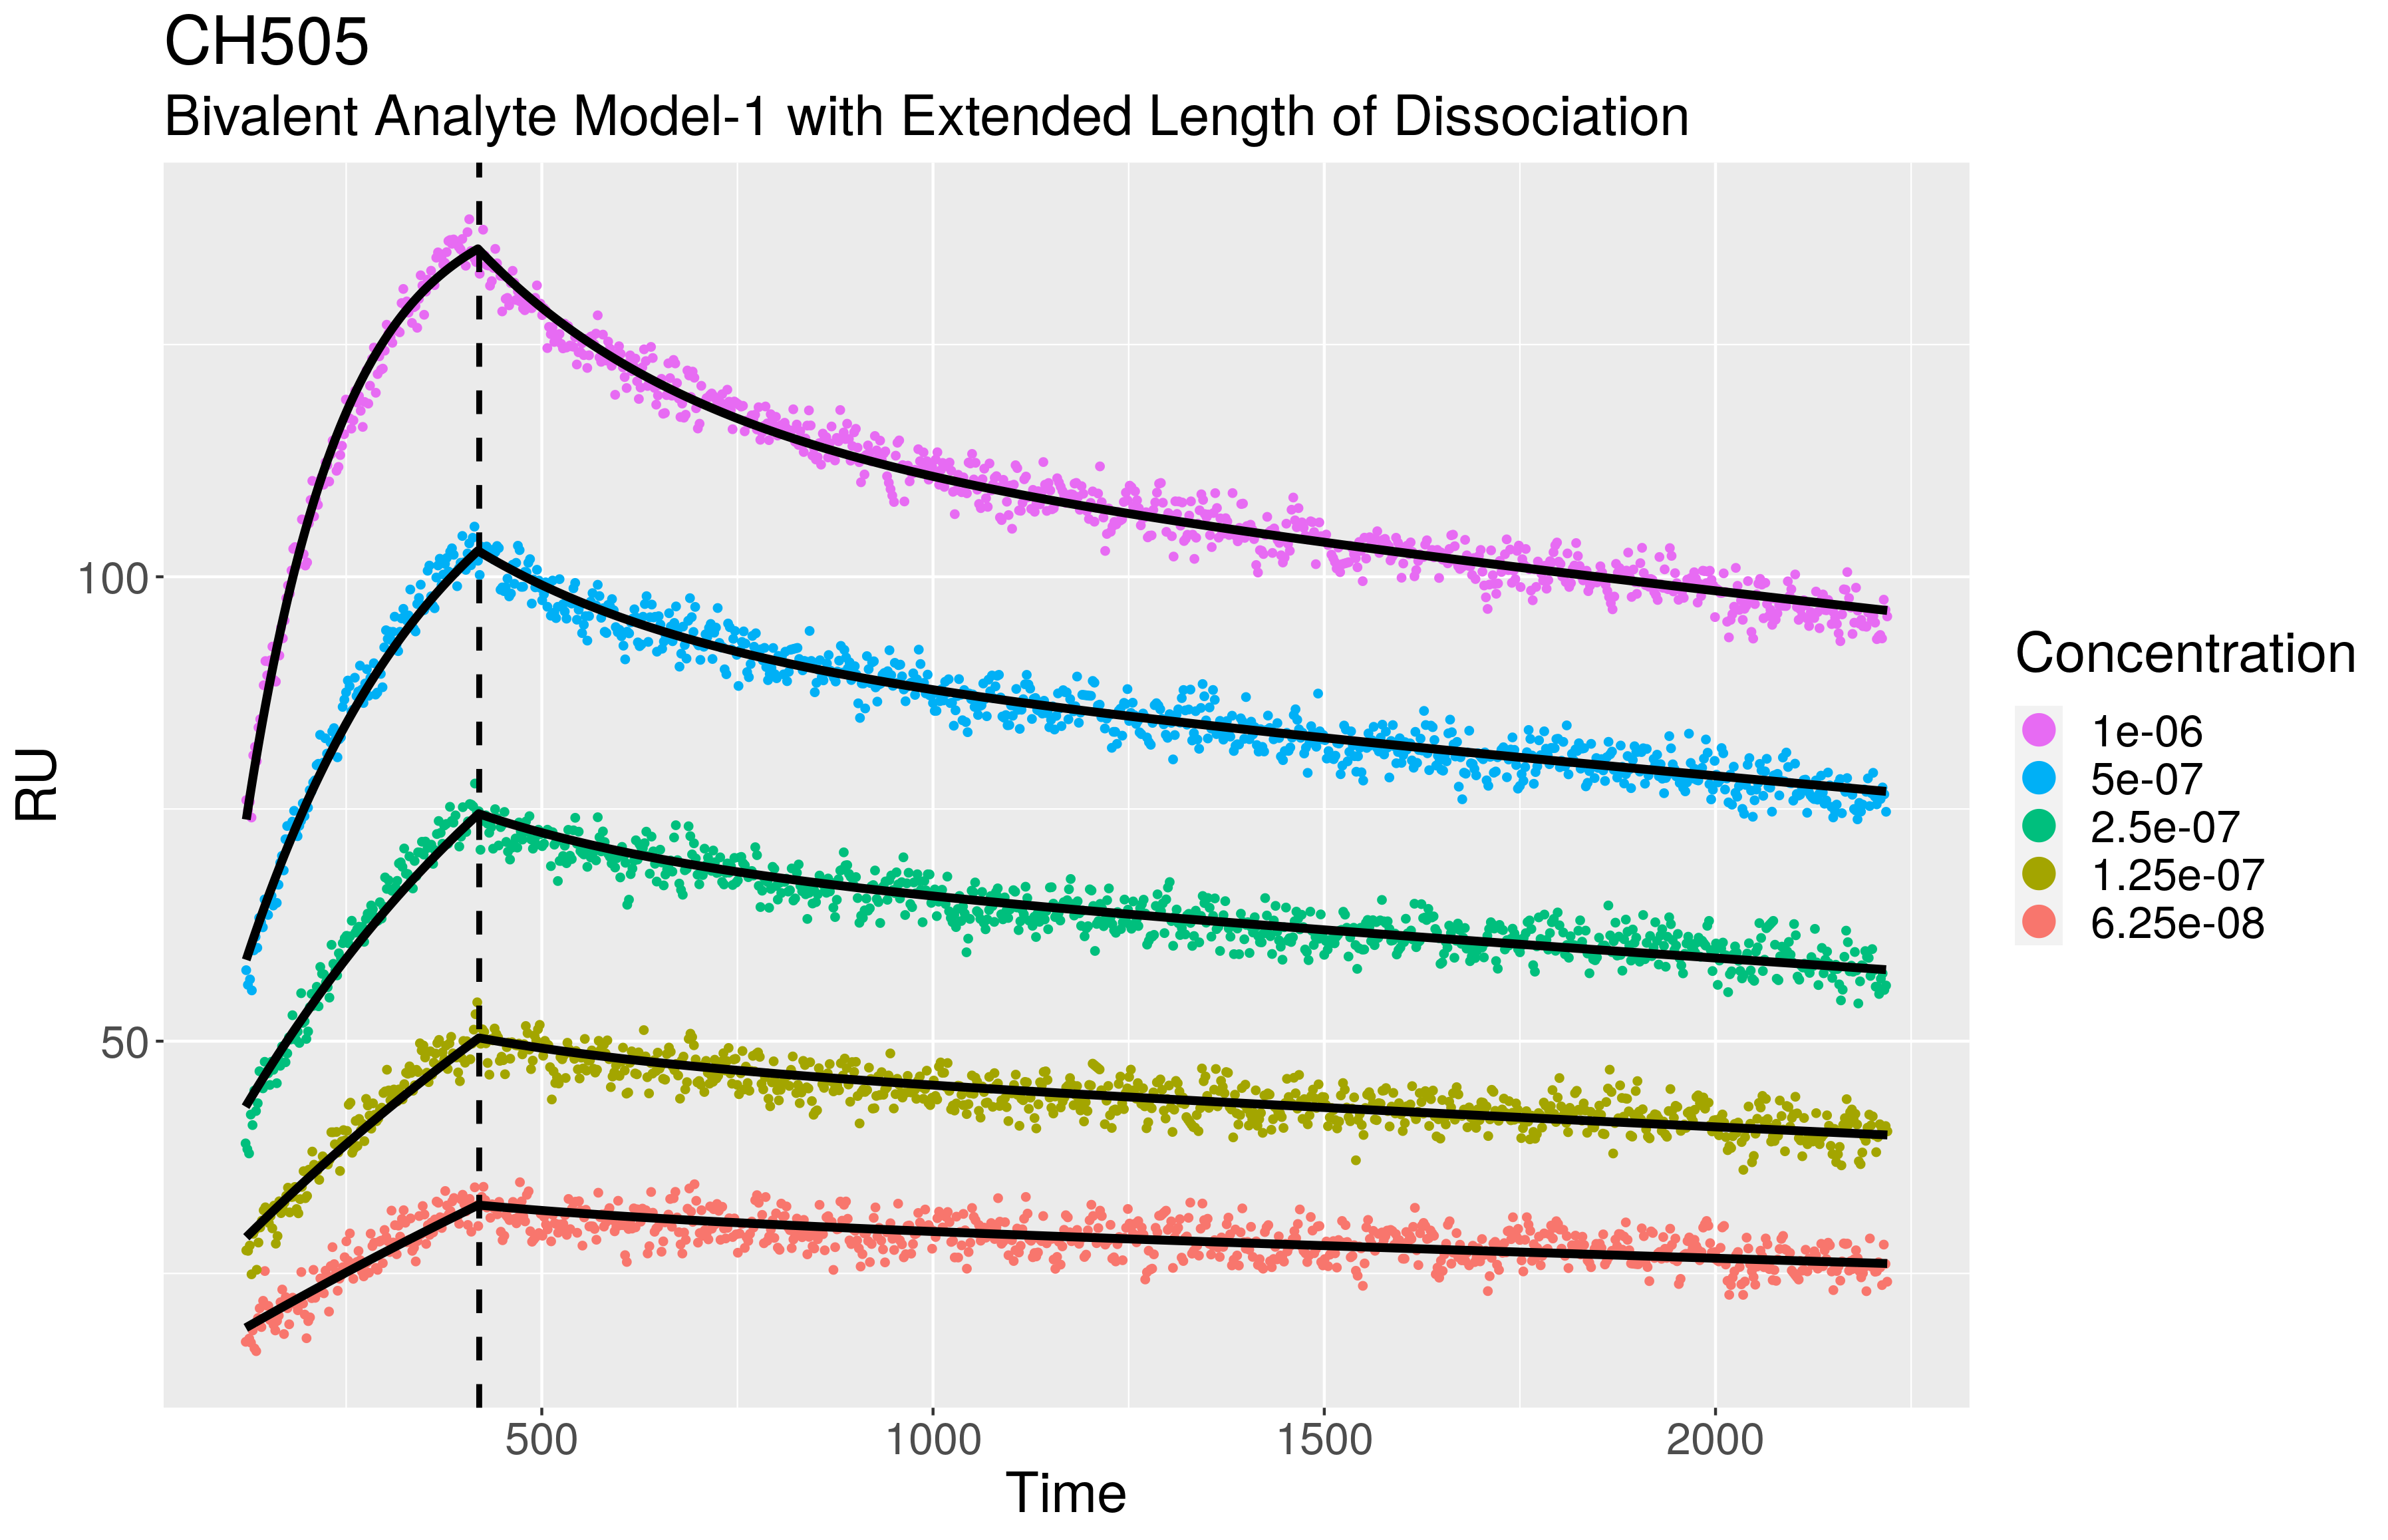 CH505
Bivalent Analyte Model-1 with Extended Length of Dissociation
RU
100
50
500 1000 1500 2000
Time
Concentration
1e-06
5e-07
2.5e-07
1.25e-07
6.25e-08